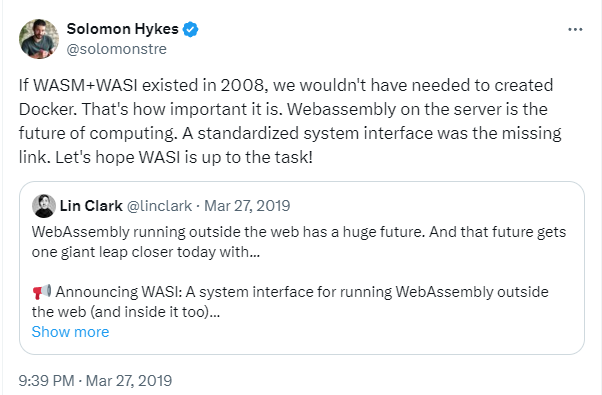 Solomon Hykes
@solomonstre
If WASM+WASI existed in 2008, we wouldn't have needed to created
Docker. That's how important it is. Webassembly on the server is the
future of computing. A standardized system interface was the missing
link. Let's hope WASI is up to the task!
Lin Clark @linclark · Mar 27, 2019
WebAssembly running outside the web has a huge future. And that future gets
one giant leap closer today with...
📢 Announcing WASI: A system interface for running WebAssembly outside
the web (and inside it too)...
Show more
9:39 PM · Mar 27, 2019